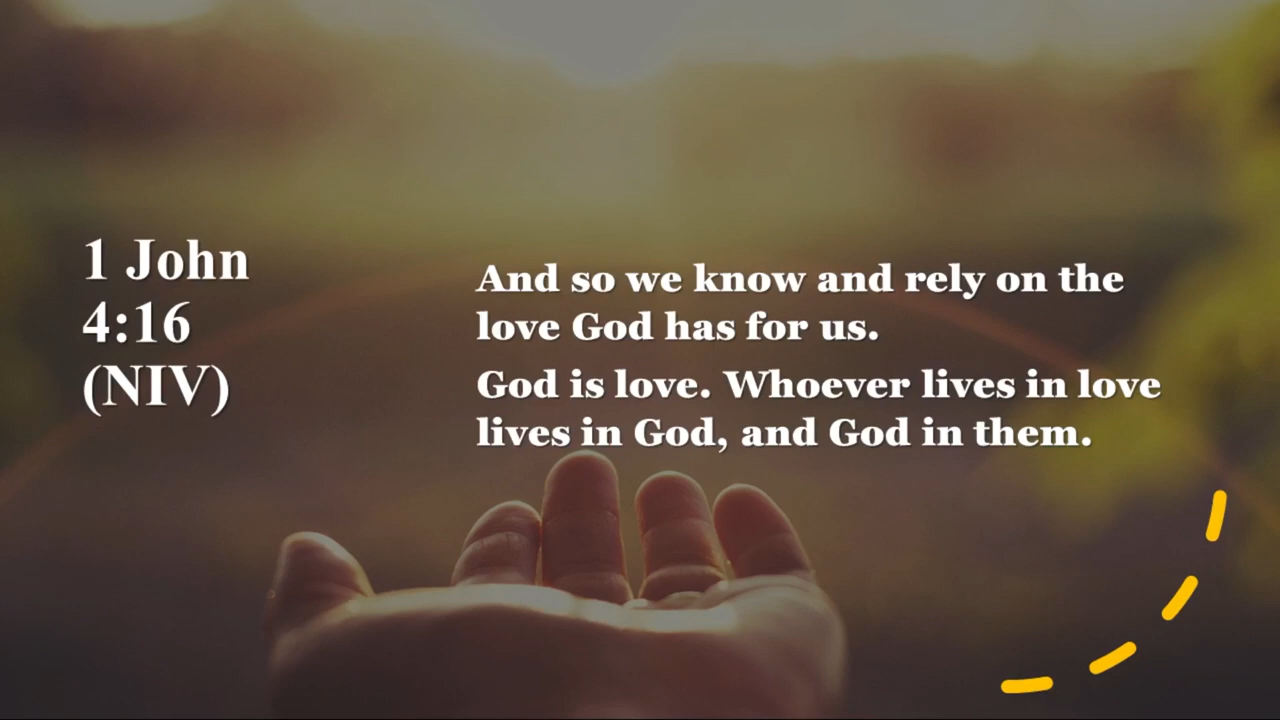 1 John
4:16
(NIV)
And so we know and rely on the
love God has for us.
God is love. Whoever lives in love
lives in God, and God in them.